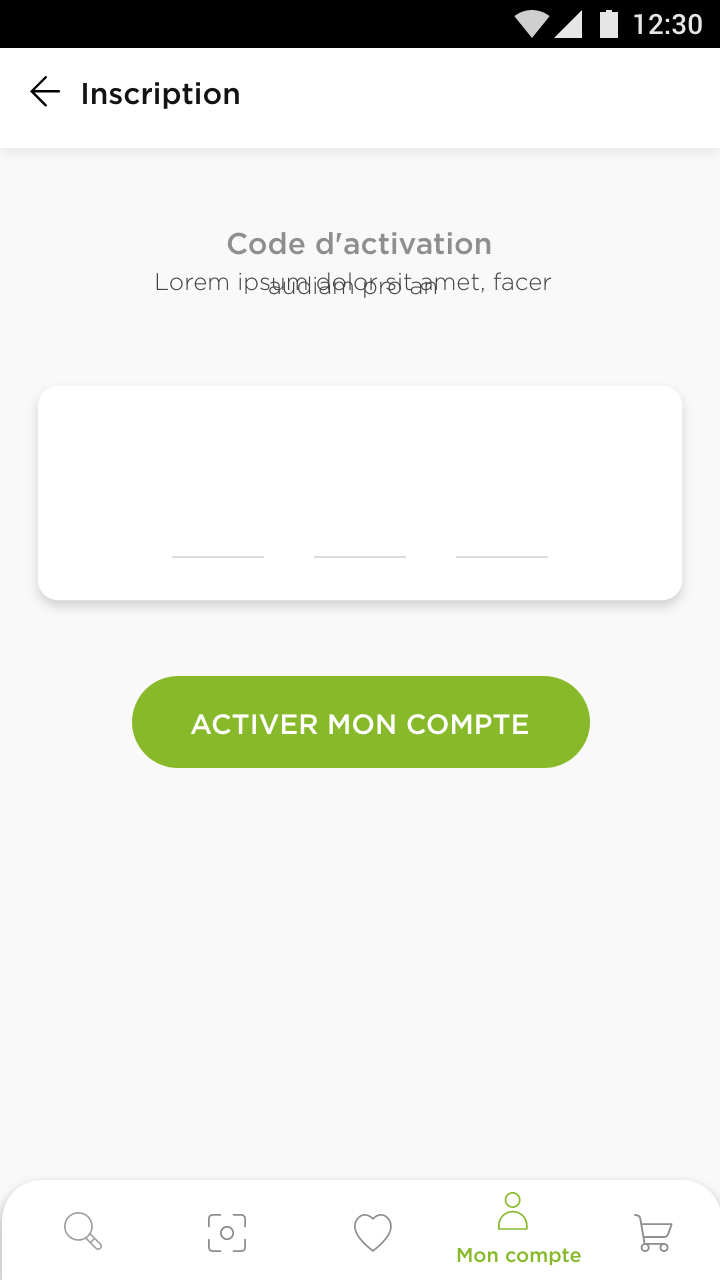 12:30
Inscription
Code d'activation
Lorem ipsum dolor sit amet, facer
audiam pro an
ACTIVER MON COMPTE
Mon compte